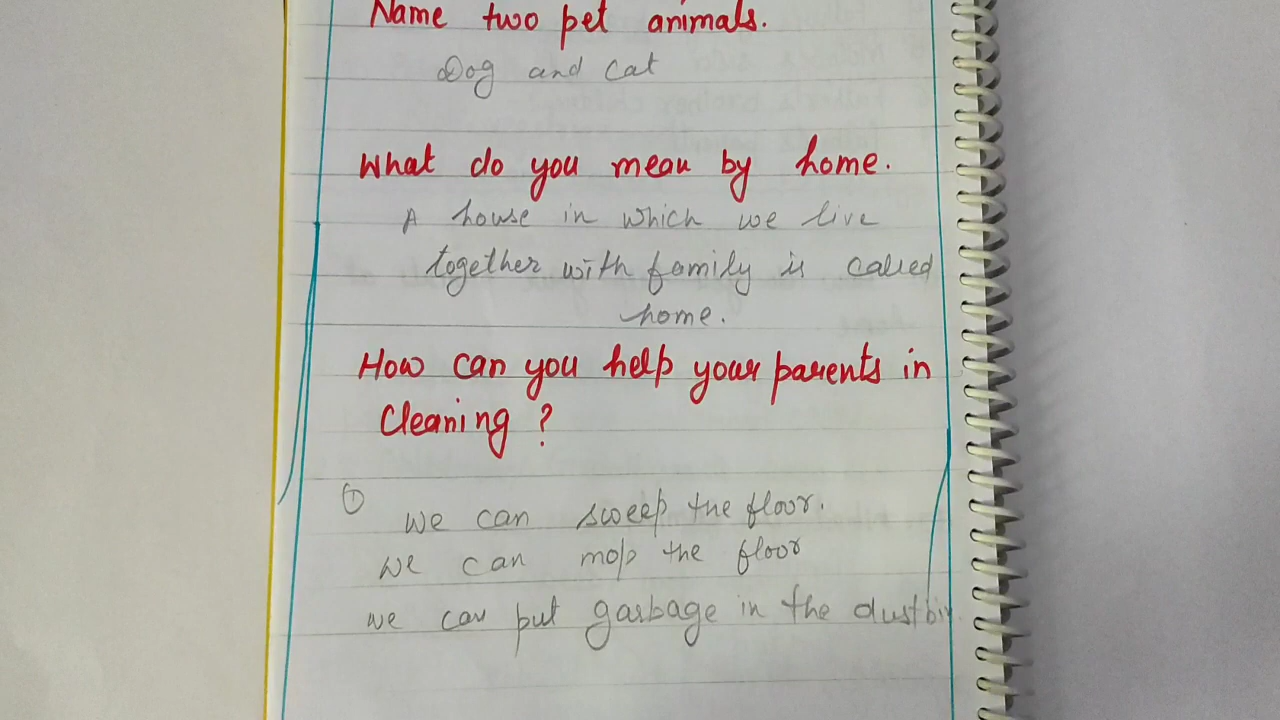 Name two pet animals.
Dog and cat
What do you mean by home.
A house in which we live
together with family is called
home.
How can you help your parents in
Cleaning ?
① we can sweep the floor.
we can mop the floor
we can put garbage in the dustbin